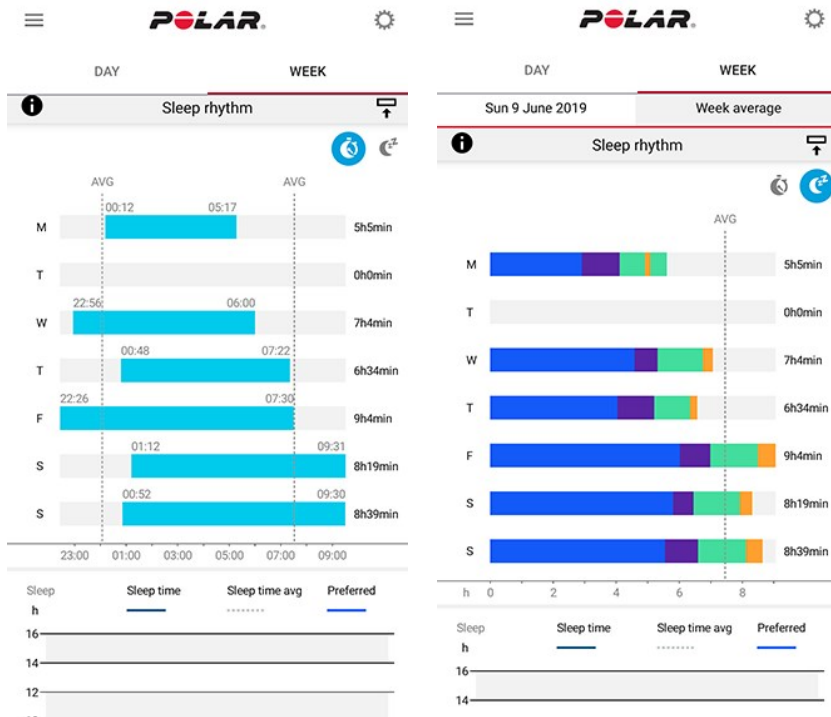 POLAR.
DAY WEEK
Sleep rhythm
AVG AVG
00:12 05:17
M 5h5min
T 0h0min
22:56 06:00
W 7h4min
00:48 07:22
T 6h34min
22:26 07:30
F 9h4min
01:12 09:31
S 8h19min
00:52 09:30
S 8h39min
23:00 01:00 03:00 05:00 07:00 09:00
Sleep Sleep time Sleep time avg Preferred
h
16
14
12
POLAR.
DAY WEEK
Sun 9 June 2019 Week average
Sleep rhythm
AVG
M 5h5min
T 0h0min
W 7h4min
T 6h34min
F 9h4min
S 8h19min
S 8h39min
h 0 2 4 6 8
Sleep Sleep time Sleep time avg Preferred
h
16
14